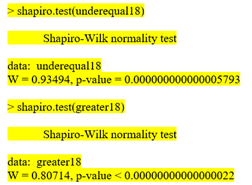 > shapiro.test(underequal18)
Shapiro-Wilk normality test
data: underequal18
W = 0.93494, p-value = 0.000000000000005793
> shapiro.test(greater18)
Shapiro-Wilk normality test
data: greater18
W = 0.80714, p-value < 0.00000000000000022